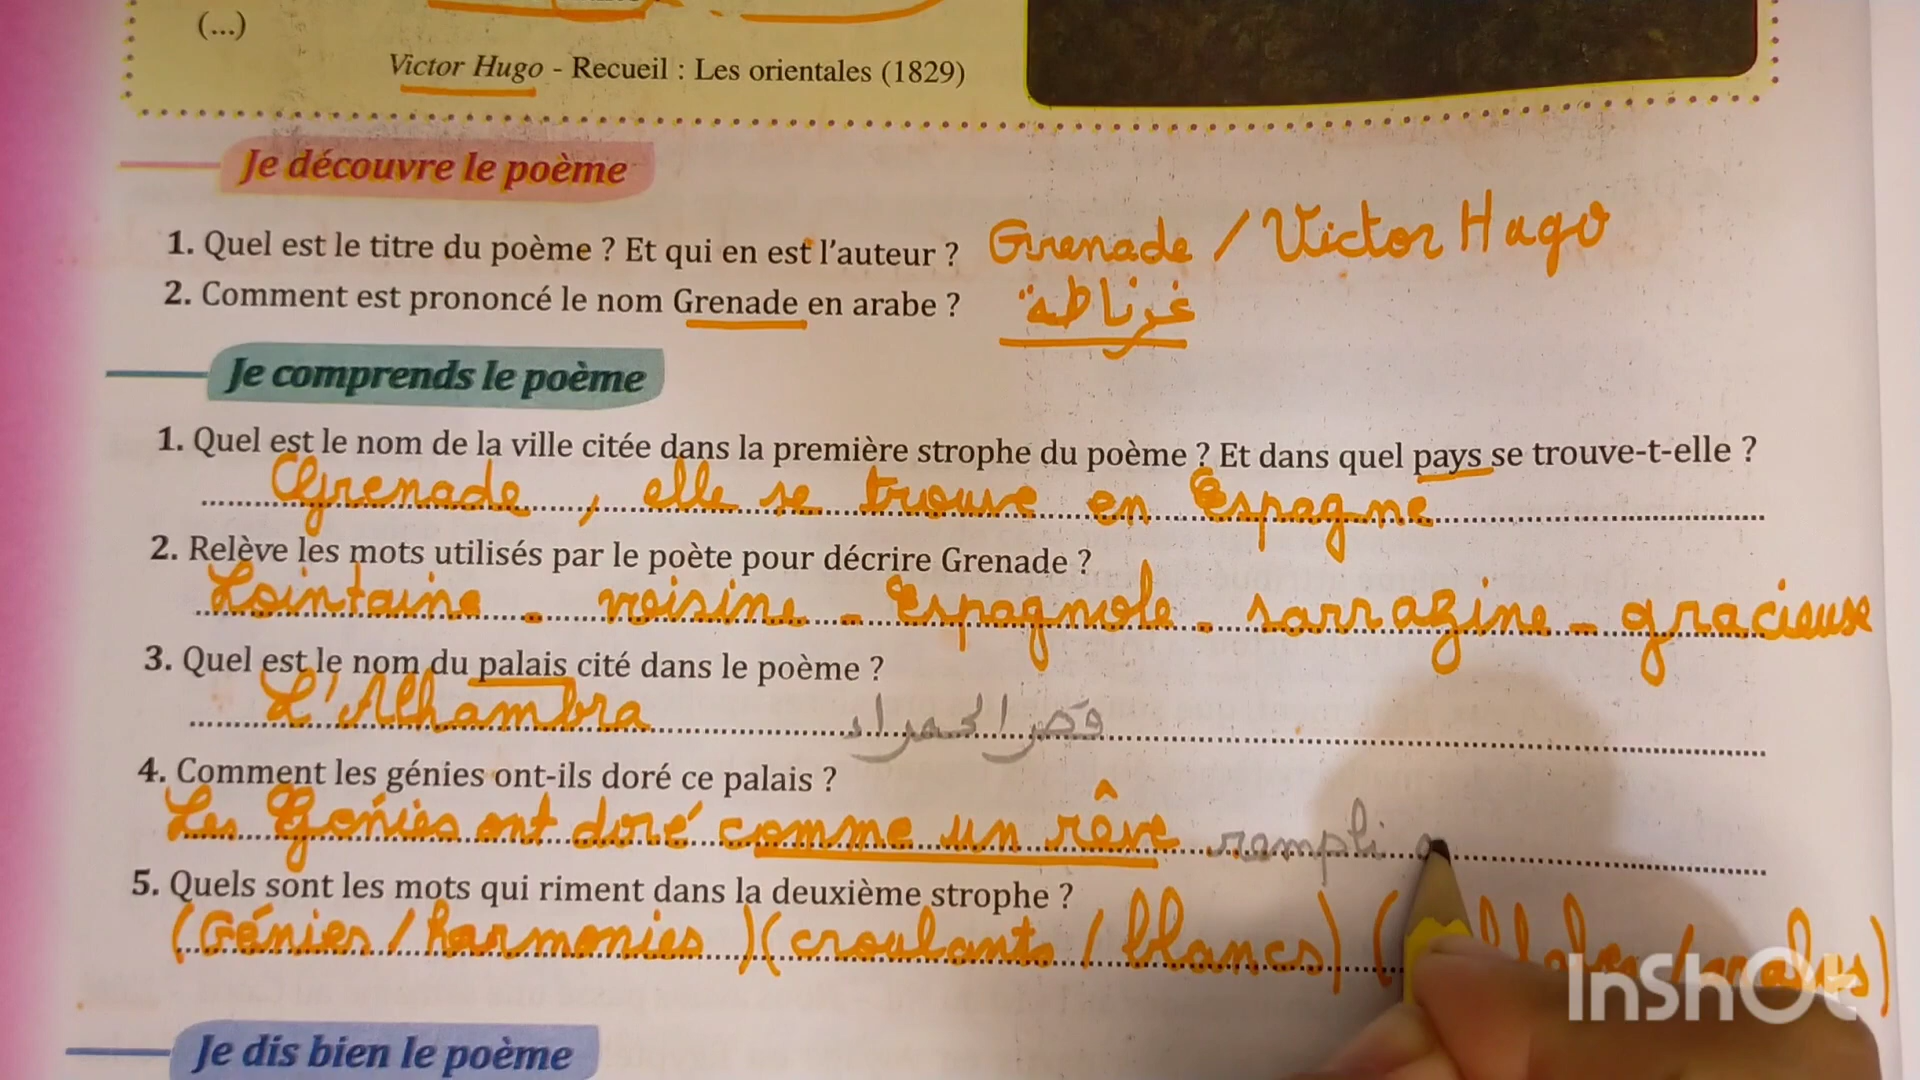 (...)
Victor Hugo - Recueil : Les orientales (1829)
Je découvre le poème
1. Quel est le titre du poème ? Et qui en est l'auteur ? Grenade / Victor Hugo
2. Comment est prononcé le nom Grenade en arabe ? غرناطة
Je comprends le poème
1. Quel est le nom de la ville citée dans la première strophe du poème ? Et dans quel pays se trouve-t-elle ?
Grenade, elle se trouve en Espagne
2. Relève les mots utilisés par le poète pour décrire Grenade ?
Lointaine - voisine - Espagnole - sarrazine - gracieuse
3. Quel est le nom du palais cité dans le poème ?
L'Alhambra قصر الحمراء
4. Comment les génies ont-ils doré ce palais ?
Les Génies ont doré comme un rêve rempli
5. Quels sont les mots qui riment dans la deuxième strophe ?
(Génies / harmonies) (croulants / blancs) (
InShOt
Je dis bien le poème